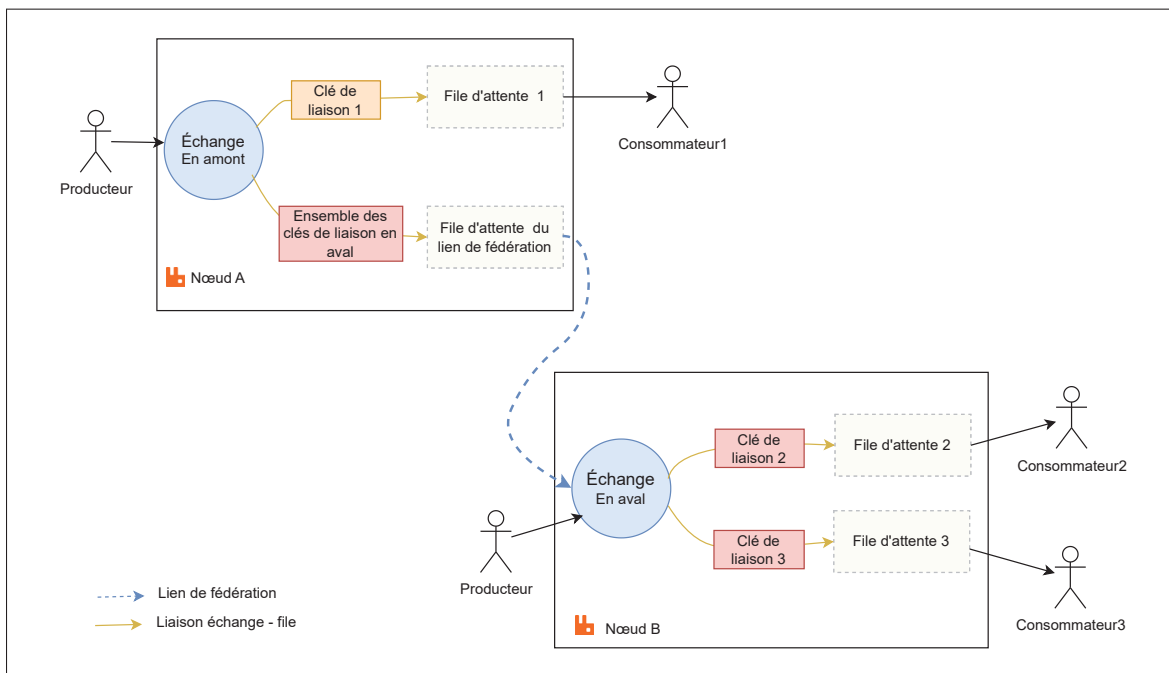 Clé de
liaison 1
File d'attente  1
Consommateur1
Producteur
Échange
En amont
Ensemble des
clés de liaison en
aval
File d'attente  du
lien de fédération
Nœud A
Échange
En aval
Clé de
liaison 2
File d'attente 2
Consommateur2
Clé de
liaison 3
File d'attente 3
Consommateur3
Producteur
Nœud B
Lien de fédération
Liaison échange - file